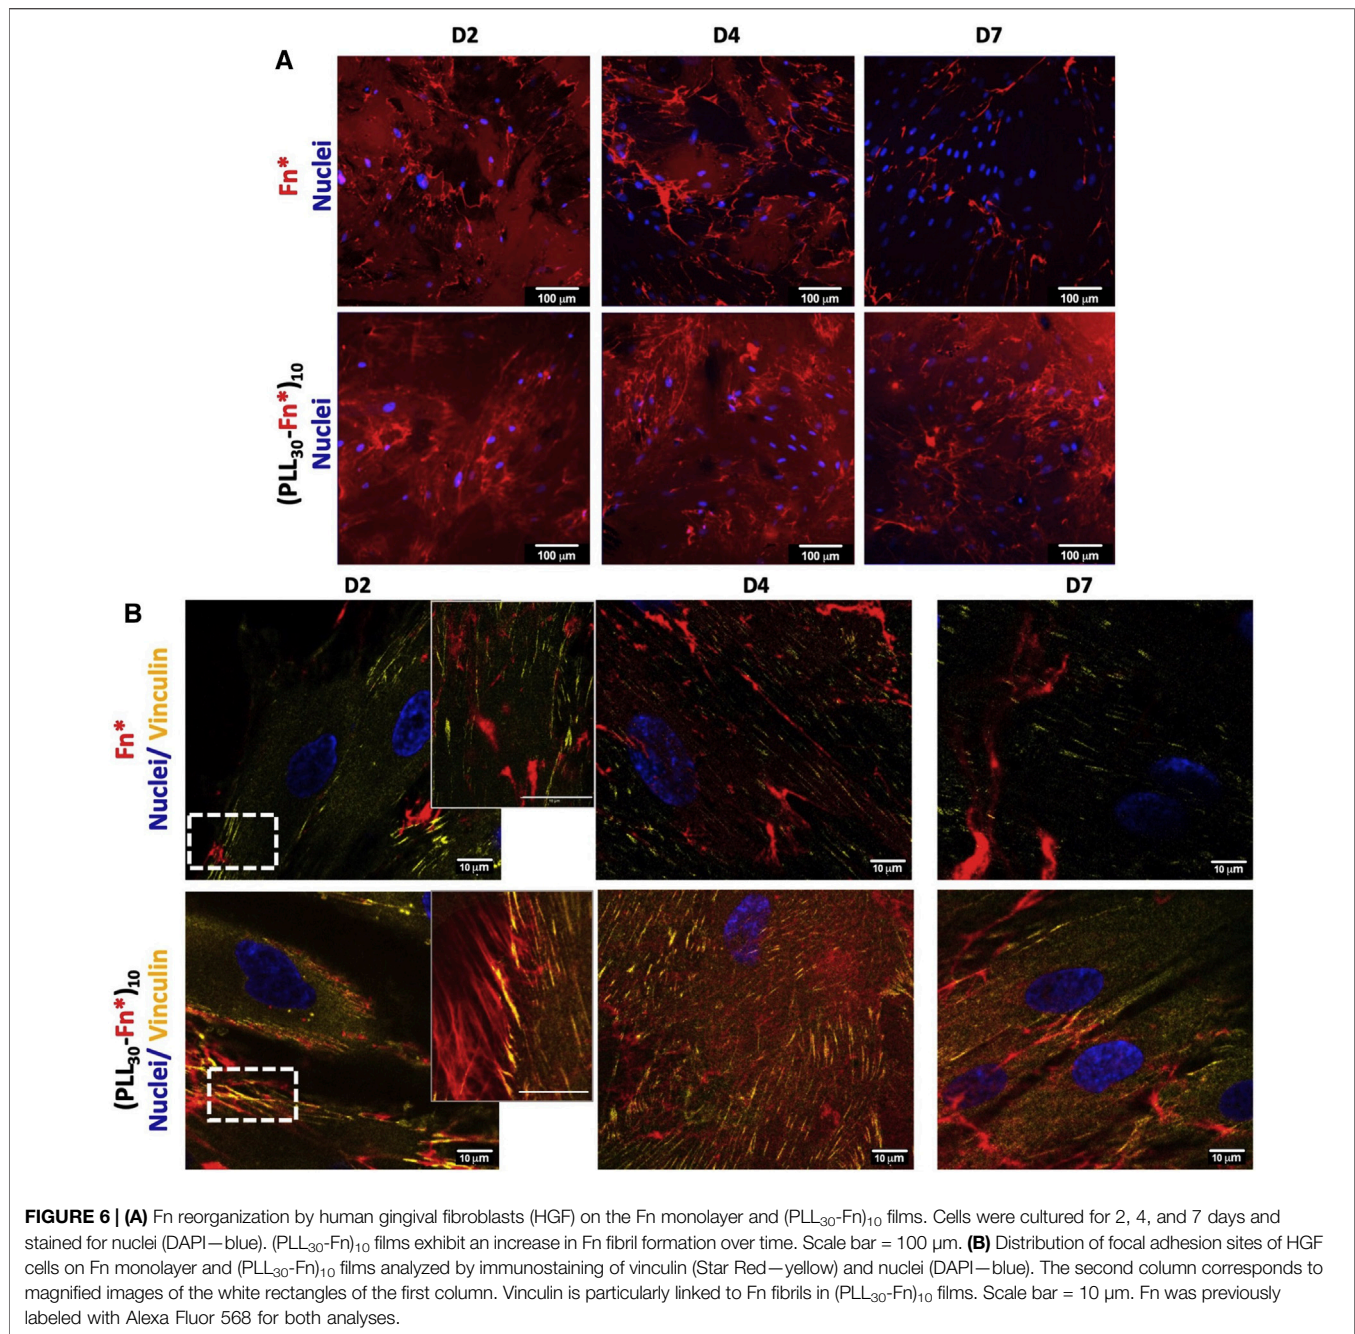 D2 D4 D7
A
Fn*
Nuclei
100 µm 100 µm 100 µm
(PLL30-Fn*)10
Nuclei
100 µm 100 µm 100 µm
D2 D4 D7
B
Fn*
Nuclei/ Vinculin
10 µm 10 µm 10 µm
(PLL30-Fn*)10
Nuclei/ Vinculin
10 µm 10 µm 10 µm
FIGURE 6 | (A) Fn reorganization by human gingival fibroblasts (HGF) on the Fn monolayer and (PLL30-Fn)10 films. Cells were cultured for 2, 4, and 7 days and
stained for nuclei (DAPI—blue). (PLL30-Fn)10 films exhibit an increase in Fn fibril formation over time. Scale bar = 100 µm. (B) Distribution of focal adhesion sites of HGF
cells on Fn monolayer and (PLL30-Fn)10 films analyzed by immunostaining of vinculin (Star Red—yellow) and nuclei (DAPI—blue). The second column corresponds to
magnified images of the white rectangles of the first column. Vinculin is particularly linked to Fn fibrils in (PLL30-Fn)10 films. Scale bar = 10 µm. Fn was previously
labeled with Alexa Fluor 568 for both analyses.